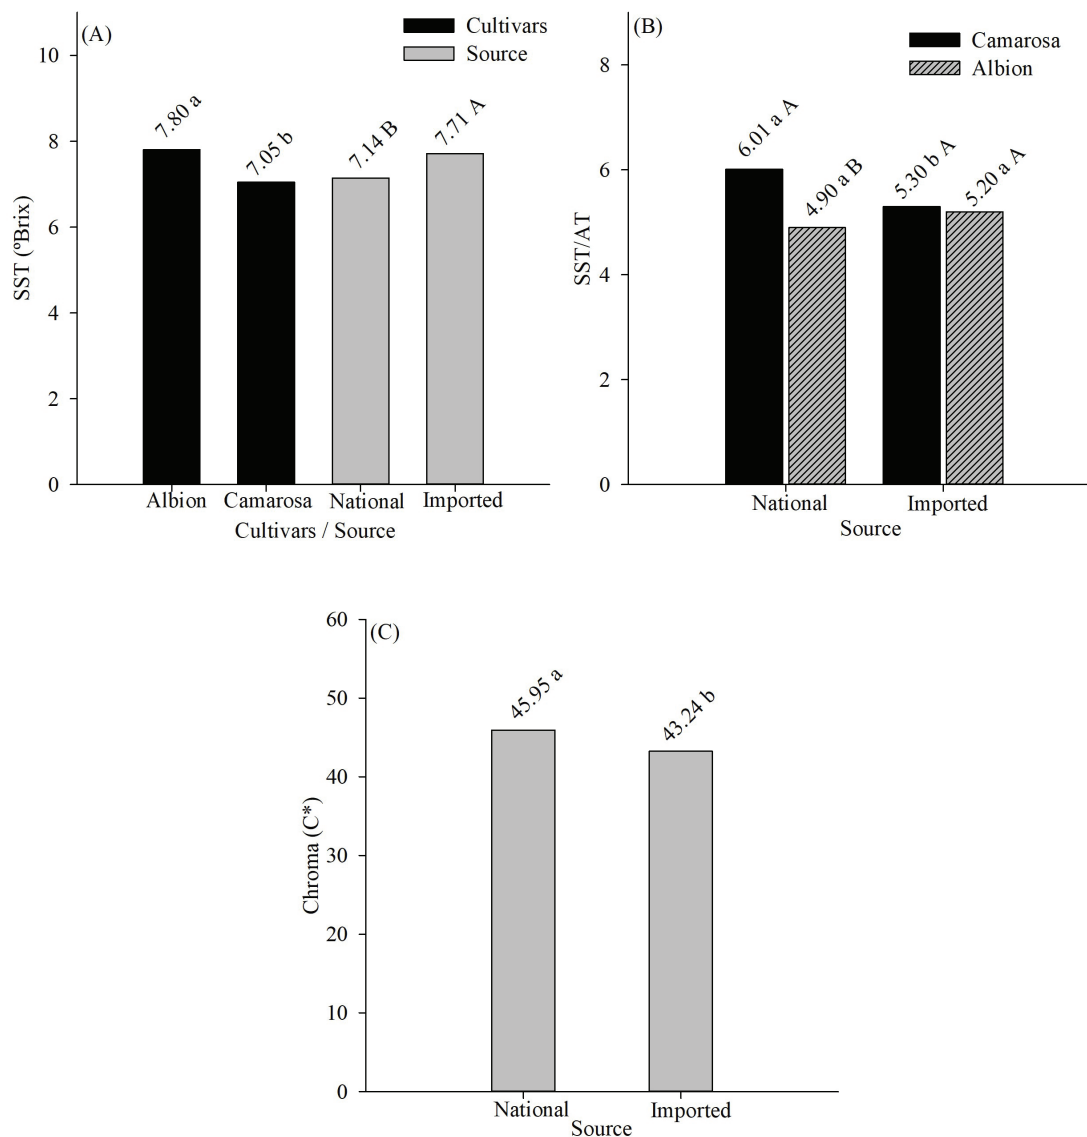 (A)
Cultivars
Source
10
8
6
4
2
0
SST (ºBrix)
7.80 a
7.05 b
7.14 B
7.71 A
Albion
Camarosa
National
Imported
Cultivars / Source
(B)
Camarosa
Albion
8
6
4
2
0
SST/AT
6.01 a A
4.90 a B
5.30 b A
5.20 a A
National
Imported
Source
(C)
60
50
40
30
20
10
0
Chroma (C*)
45.95 a
43.24 b
National
Imported
Source